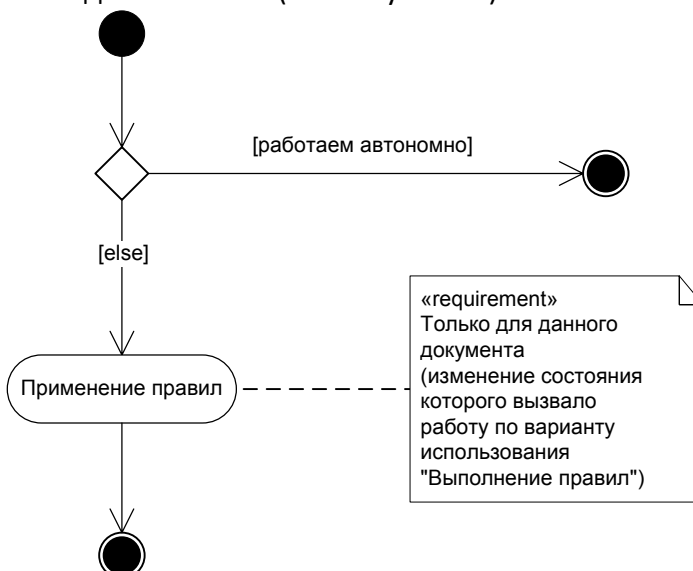 [работаем автономно]
[else]
«requirement»
Только для данного
документа
(изменение состояния
которого вызвало
работу по варианту
использования
"Выполнение правил")
Применение правил